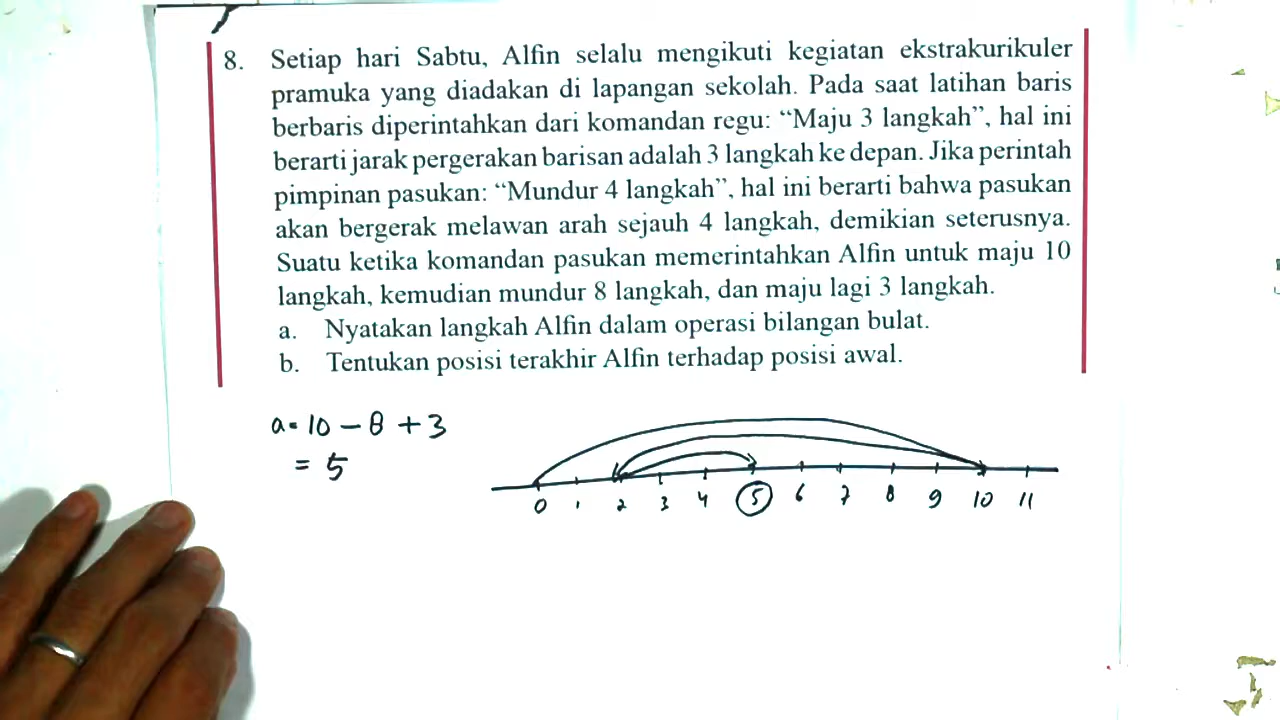 8. Setiap hari Sabtu, Alfin selalu mengikuti kegiatan ekstrakurikuler
pramuka yang diadakan di lapangan sekolah. Pada saat latihan baris
berbaris diperintahkan dari komandan regu: “Maju 3 langkah”, hal ini
berarti jarak pergerakan barisan adalah 3 langkah ke depan. Jika perintah
pimpinan pasukan: “Mundur 4 langkah”, hal ini berarti bahwa pasukan
akan bergerak melawan arah sejauh 4 langkah, demikian seterusnya.
Suatu ketika komandan pasukan memerintahkan Alfin untuk maju 10
langkah, kemudian mundur 8 langkah, dan maju lagi 3 langkah.
a. Nyatakan langkah Alfin dalam operasi bilangan bulat.
b. Tentukan posisi terakhir Alfin terhadap posisi awal.
a = 10 – 8 + 3
= 5
0 1 2 3 4 5 6 7 8 9 10 11